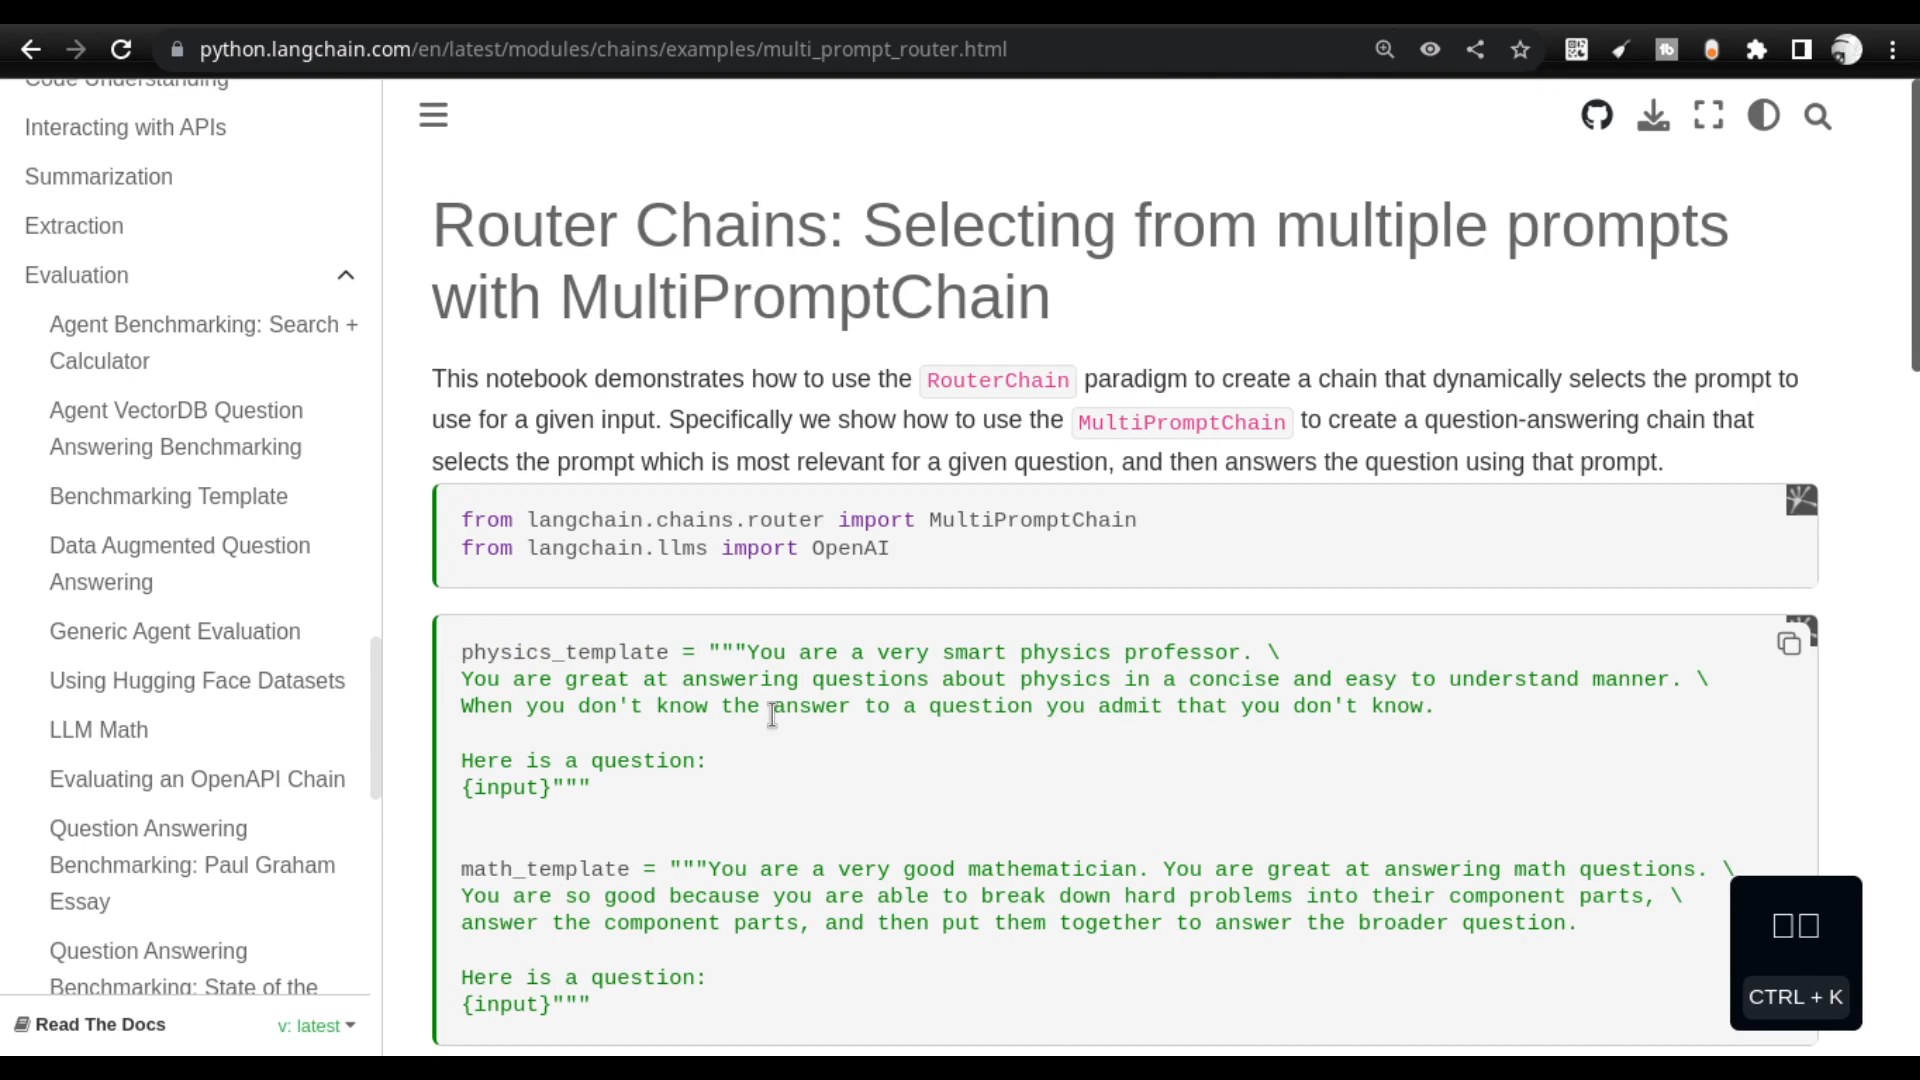 python.langchain.com/en/latest/modules/chains/examples/multi_prompt_router.html
Code Understanding
Interacting with APIs
Summarization
Extraction
Evaluation
Agent Benchmarking: Search +
Calculator
Agent VectorDB Question
Answering Benchmarking
Benchmarking Template
Data Augmented Question
Answering
Generic Agent Evaluation
Using Hugging Face Datasets
LLM Math
Evaluating an OpenAPI Chain
Question Answering
Benchmarking: Paul Graham
Essay
Question Answering
Benchmarking: State of the
Read The Docs
v: latest
Router Chains: Selecting from multiple prompts
with MultiPromptChain
This notebook demonstrates how to use the RouterChain paradigm to create a chain that dynamically selects the prompt to
use for a given input. Specifically we show how to use the MultiPromptChain to create a question-answering chain that
selects the prompt which is most relevant for a given question, and then answers the question using that prompt.
from langchain.chains.router import MultiPromptChain
from langchain.llms import OpenAI
physics_template = """You are a very smart physics professor. \
You are great at answering questions about physics in a concise and easy to understand manner. \
When you don't know the answer to a question you admit that you don't know.
Here is a question:
{input}"""
math_template = """You are a very good mathematician. You are great at answering math questions. \
You are so good because you are able to break down hard problems into their component parts, \
answer the component parts, and then put them together to answer the broader question.
Here is a question:
{input}"""
CTRL + K